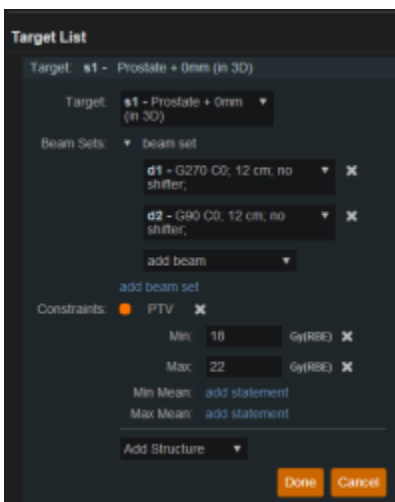 Target List
Target: s1 - Prostate + 0mm (in 3D)
Target: s1 - Prostate + 0mm
(in 3D)
Beam Sets: beam set
d1 - G270 C0; 12 cm; no
shifter;
d2 - G90 C0; 12 cm; no
shifter;
add beam
add beam set
Constraints: PTV
Min: 18 Gy(RBE)
Max: 22 Gy(RBE)
Min Mean: add statement
Max Mean: add statement
Add Structure
Done Cancel